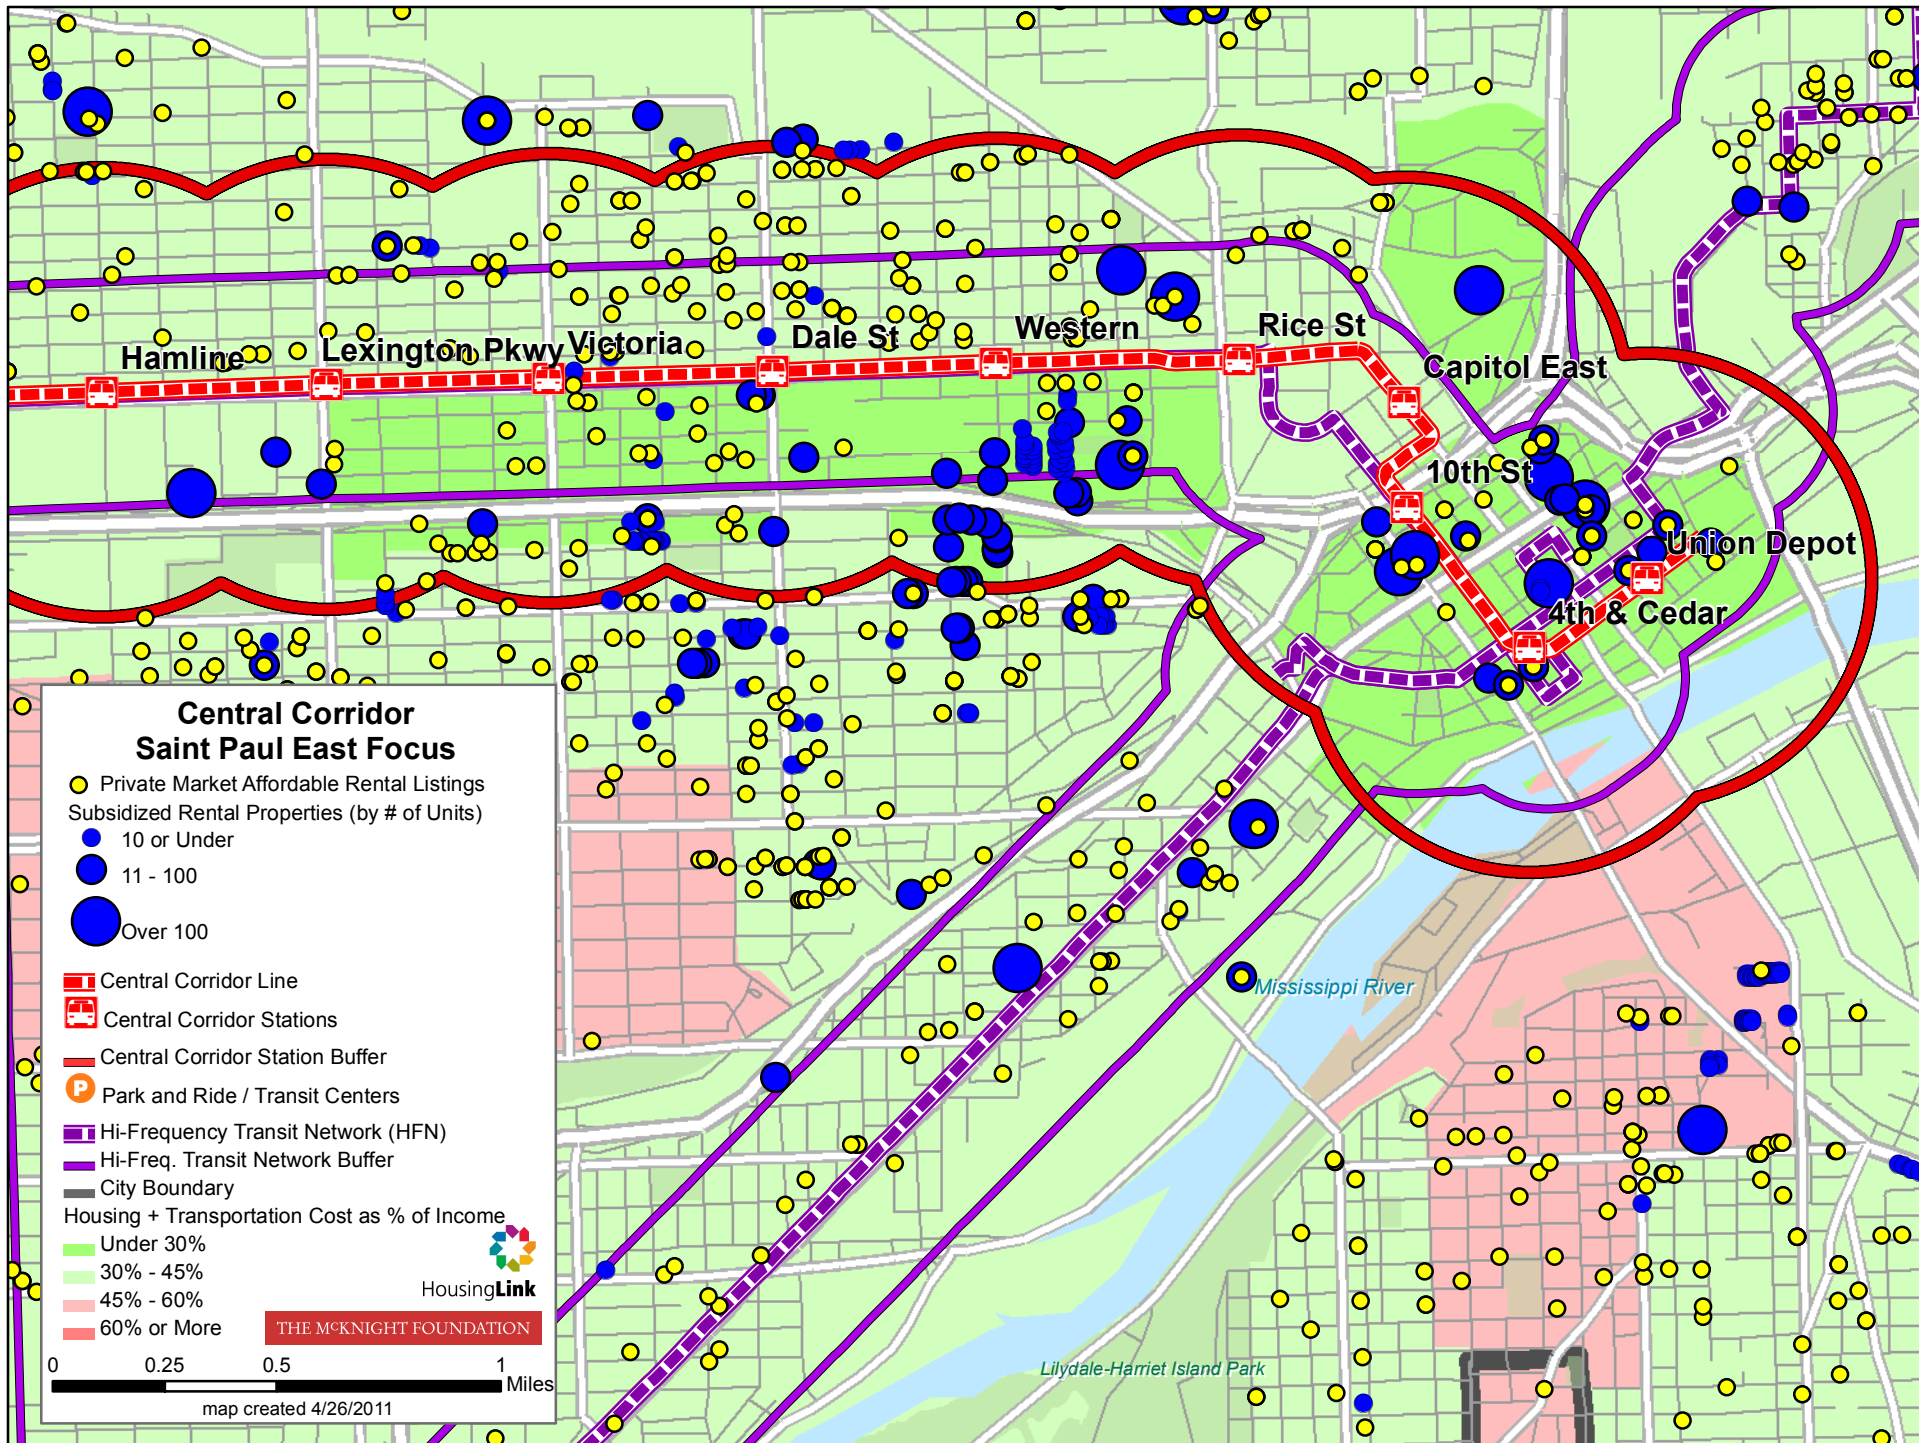 Hamline
Lexington Pkwy
Victoria
Dale St
Western
Rice St
Capitol East
10th St
Union Depot
4th & Cedar
Mississippi River
Lilydale-Harriet Island Park
Central Corridor
Saint Paul East Focus
Private Market Affordable Rental Listings
Subsidized Rental Properties (by # of Units)
10 or Under
11 - 100
Over 100
Central Corridor Line
Central Corridor Stations
Central Corridor Station Buffer
P Park and Ride / Transit Centers
Hi-Frequency Transit Network (HFN)
Hi-Freq. Transit Network Buffer
City Boundary
Housing + Transportation Cost as % of Income
Under 30%
30% - 45%
45% - 60%
60% or More
HousingLink
THE McKNIGHT FOUNDATION
0 0.25 0.5 1
Miles
map created 4/26/2011